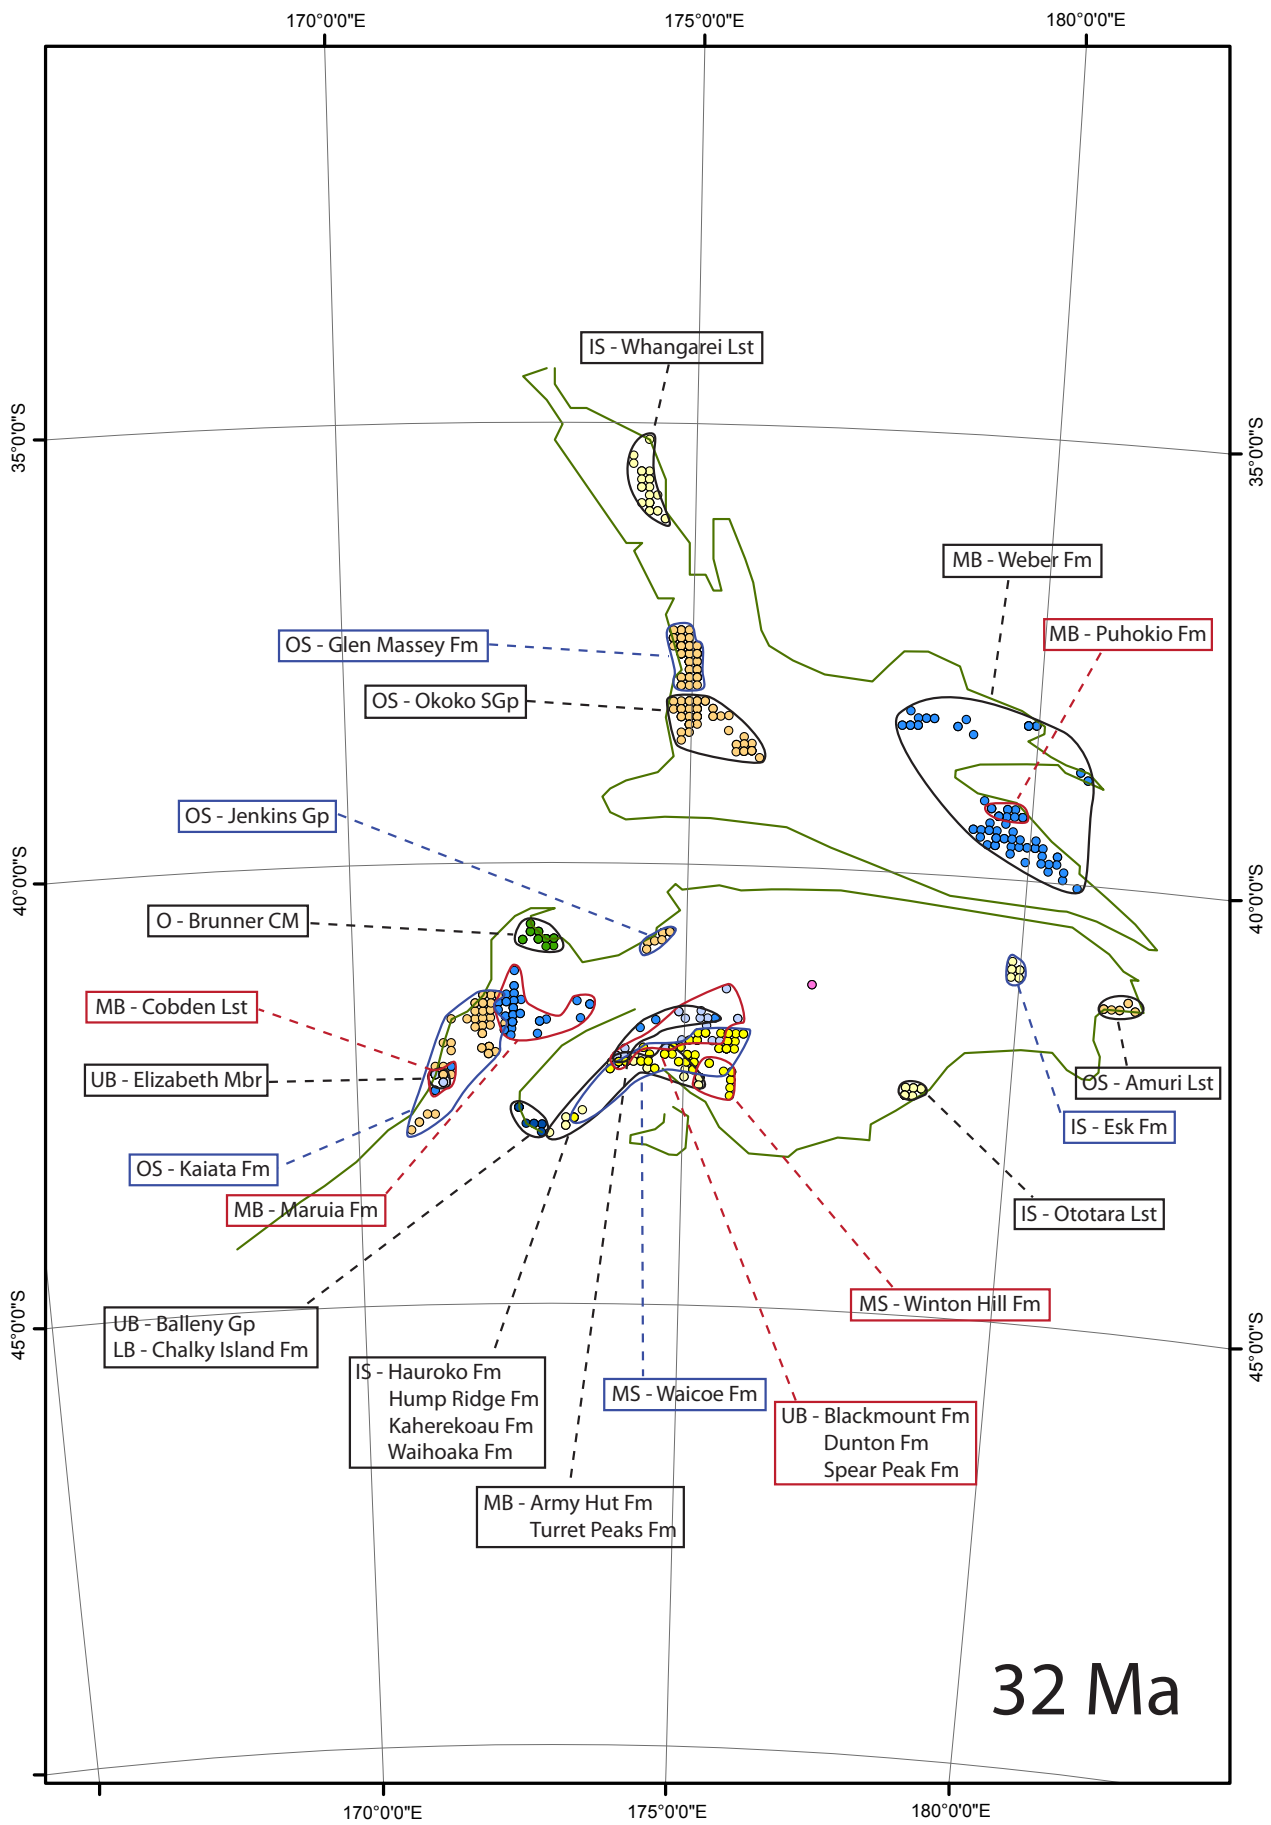 170°0'0"E
175°0'0"E
180°0'0"E
IS - Whangarei Lst
35°0'0"S
35°0'0"S
MB - Weber Fm
MB - Puhokio Fm
OS - Glen Massey Fm
OS - Okoko SGp
OS - Jenkins Gp
40°0'0"S
40°0'0"S
O - Brunner CM
MB - Cobden Lst
UB - Elizabeth Mbr
OS - Amuri Lst
IS - Esk Fm
OS - Kaiata Fm
MB - Maruia Fm
IS - Ototara Lst
MS - Winton Hill Fm
UB - Balleny Gp
LB - Chalky Island Fm
45°0'0"S
45°0'0"S
IS - Hauroko Fm
Hump Ridge Fm
Kaherekoau Fm
Waihoaka Fm
MS - Waicoe Fm
UB - Blackmount Fm
Dunton Fm
Spear Peak Fm
MB - Army Hut Fm
Turret Peaks Fm
32 Ma
170°0'0"E
175°0'0"E
180°0'0"E